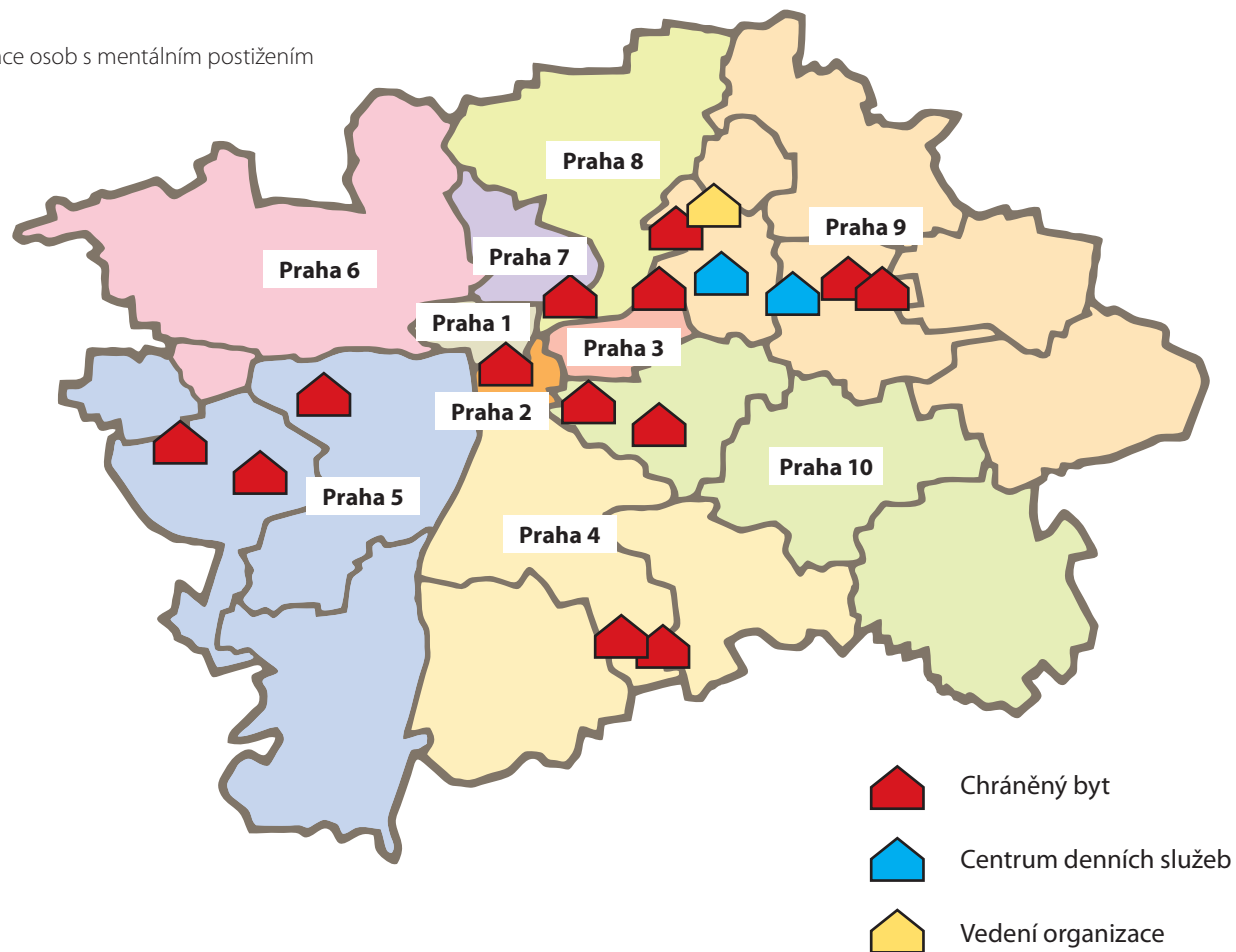 osob s mentálním postižením
Praha 8
Praha 9
Praha 7
Praha 6
Praha 1
Praha 3
Praha 2
Praha 10
Praha 5
Praha 4
Chráněný byt
Centrum denních služeb
Vedení organizace